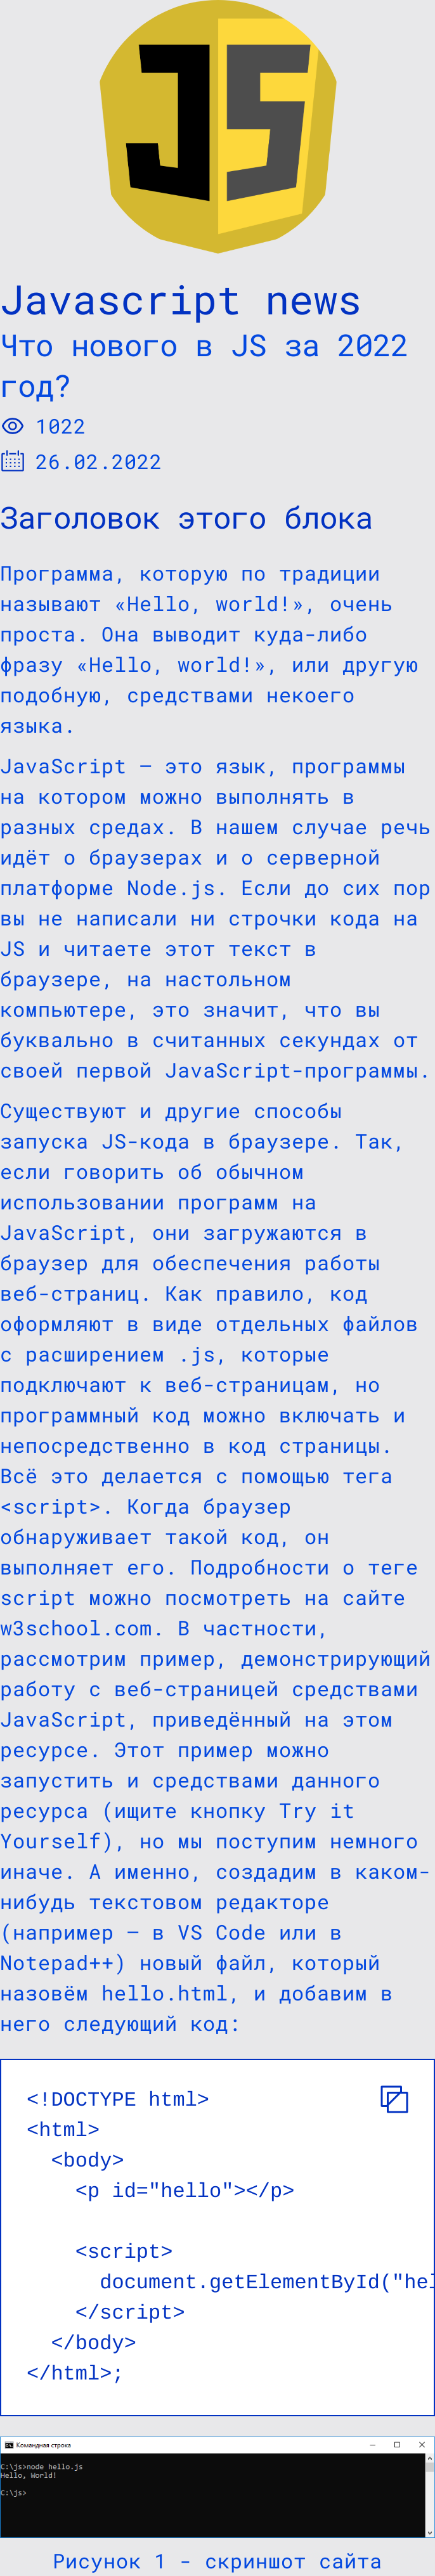 JS
Javascript news
Что нового в JS за 2022
год?
1022
26.02.2022
Заголовок этого блока
Программа, которую по традиции
называют «Hello, world!», очень
проста. Она выводит куда-либо
фразу «Hello, world!», или другую
подобную, средствами некоего
языка.
JavaScript — это язык, программы
на котором можно выполнять в
разных средах. В нашем случае речь
идёт о браузерах и о серверной
платформе Node.js. Если до сих пор
вы не написали ни строчки кода на
JS и читаете этот текст в
браузере, на настольном
компьютере, это значит, что вы
буквально в считанных секундах от
своей первой JavaScript-программы.
Существуют и другие способы
запуска JS-кода в браузере. Так,
если говорить об обычном
использовании программ на
JavaScript, они загружаются в
браузер для обеспечения работы
веб-страниц. Как правило, код
оформляют в виде отдельных файлов
с расширением .js, которые
подключают к веб-страницам, но
программный код можно включать и
непосредственно в код страницы.
Всё это делается с помощью тега
<script>. Когда браузер
обнаруживает такой код, он
выполняет его. Подробности о теге
script можно посмотреть на сайте
w3school.com. В частности,
рассмотрим пример, демонстрирующий
работу с веб-страницей средствами
JavaScript, приведённый на этом
ресурсе. Этот пример можно
запустить и средствами данного
ресурса (ищите кнопку Try it
Yourself), но мы поступим немного
иначе. А именно, создадим в каком-
нибудь текстовом редакторе
(например — в VS Code или в
Notepad++) новый файл, который
назовём hello.html, и добавим в
него следующий код:
<!DOCTYPE html>
<html>
<body>
<p id="hello"></p>
<script>
document.getElementById("hel
</script>
</body>
</html>;
Командная строка
C:\js>node hello.js
Hello, World!
C:\js>
Рисунок 1 - скриншот сайта